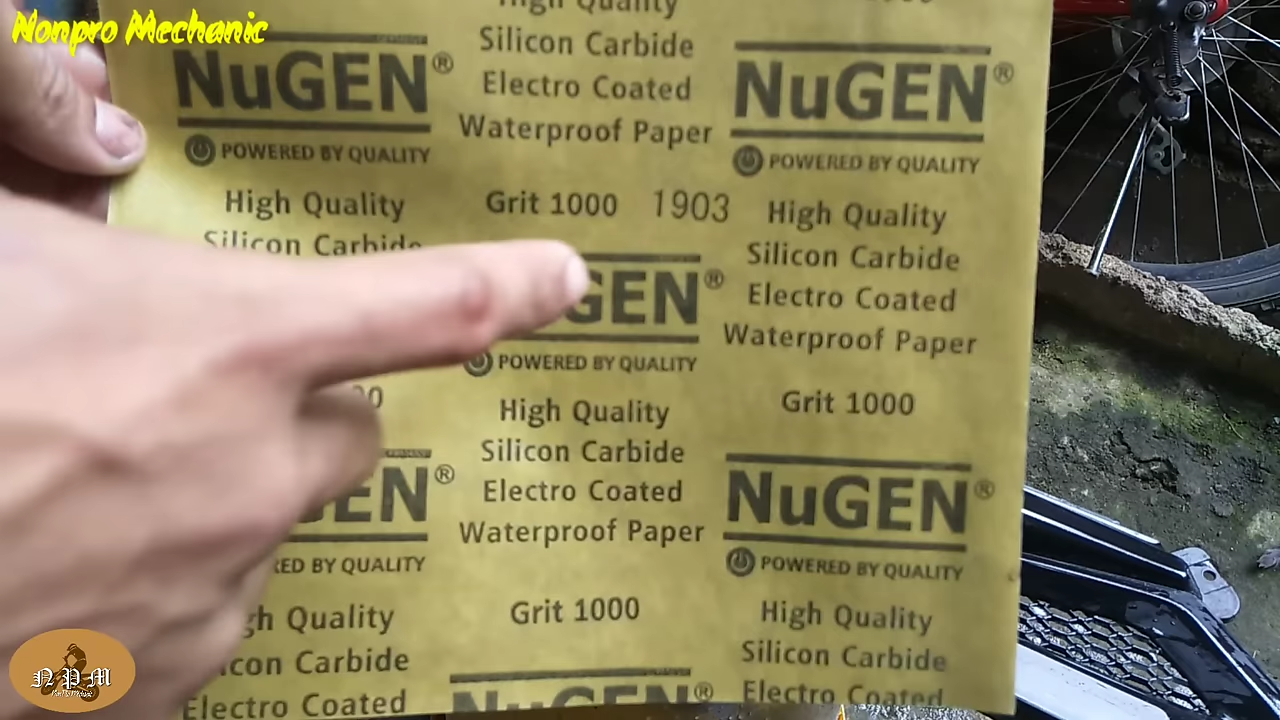 Nonpro Mechanic
NuGEN®
POWERED BY QUALITY
High Quality
Silicon Carbide
High Quality
Silicon Carbide
Electro Coated
Waterproof Paper
Grit 1000 1903
GEN®
POWERED BY QUALITY
High Quality
Silicon Carbide
Electro Coated
Waterproof Paper
Grit 1000
NuGEN®
NuGEN®
POWERED BY QUALITY
High Quality
Silicon Carbide
Electro Coated
Waterproof Paper
Grit 1000
NuGEN®
POWERED BY QUALITY
High Quality
Silicon Carbide
Electro Coated
EN®
BY QUALITY
Quality
Carbide
Electro Coated
NPM